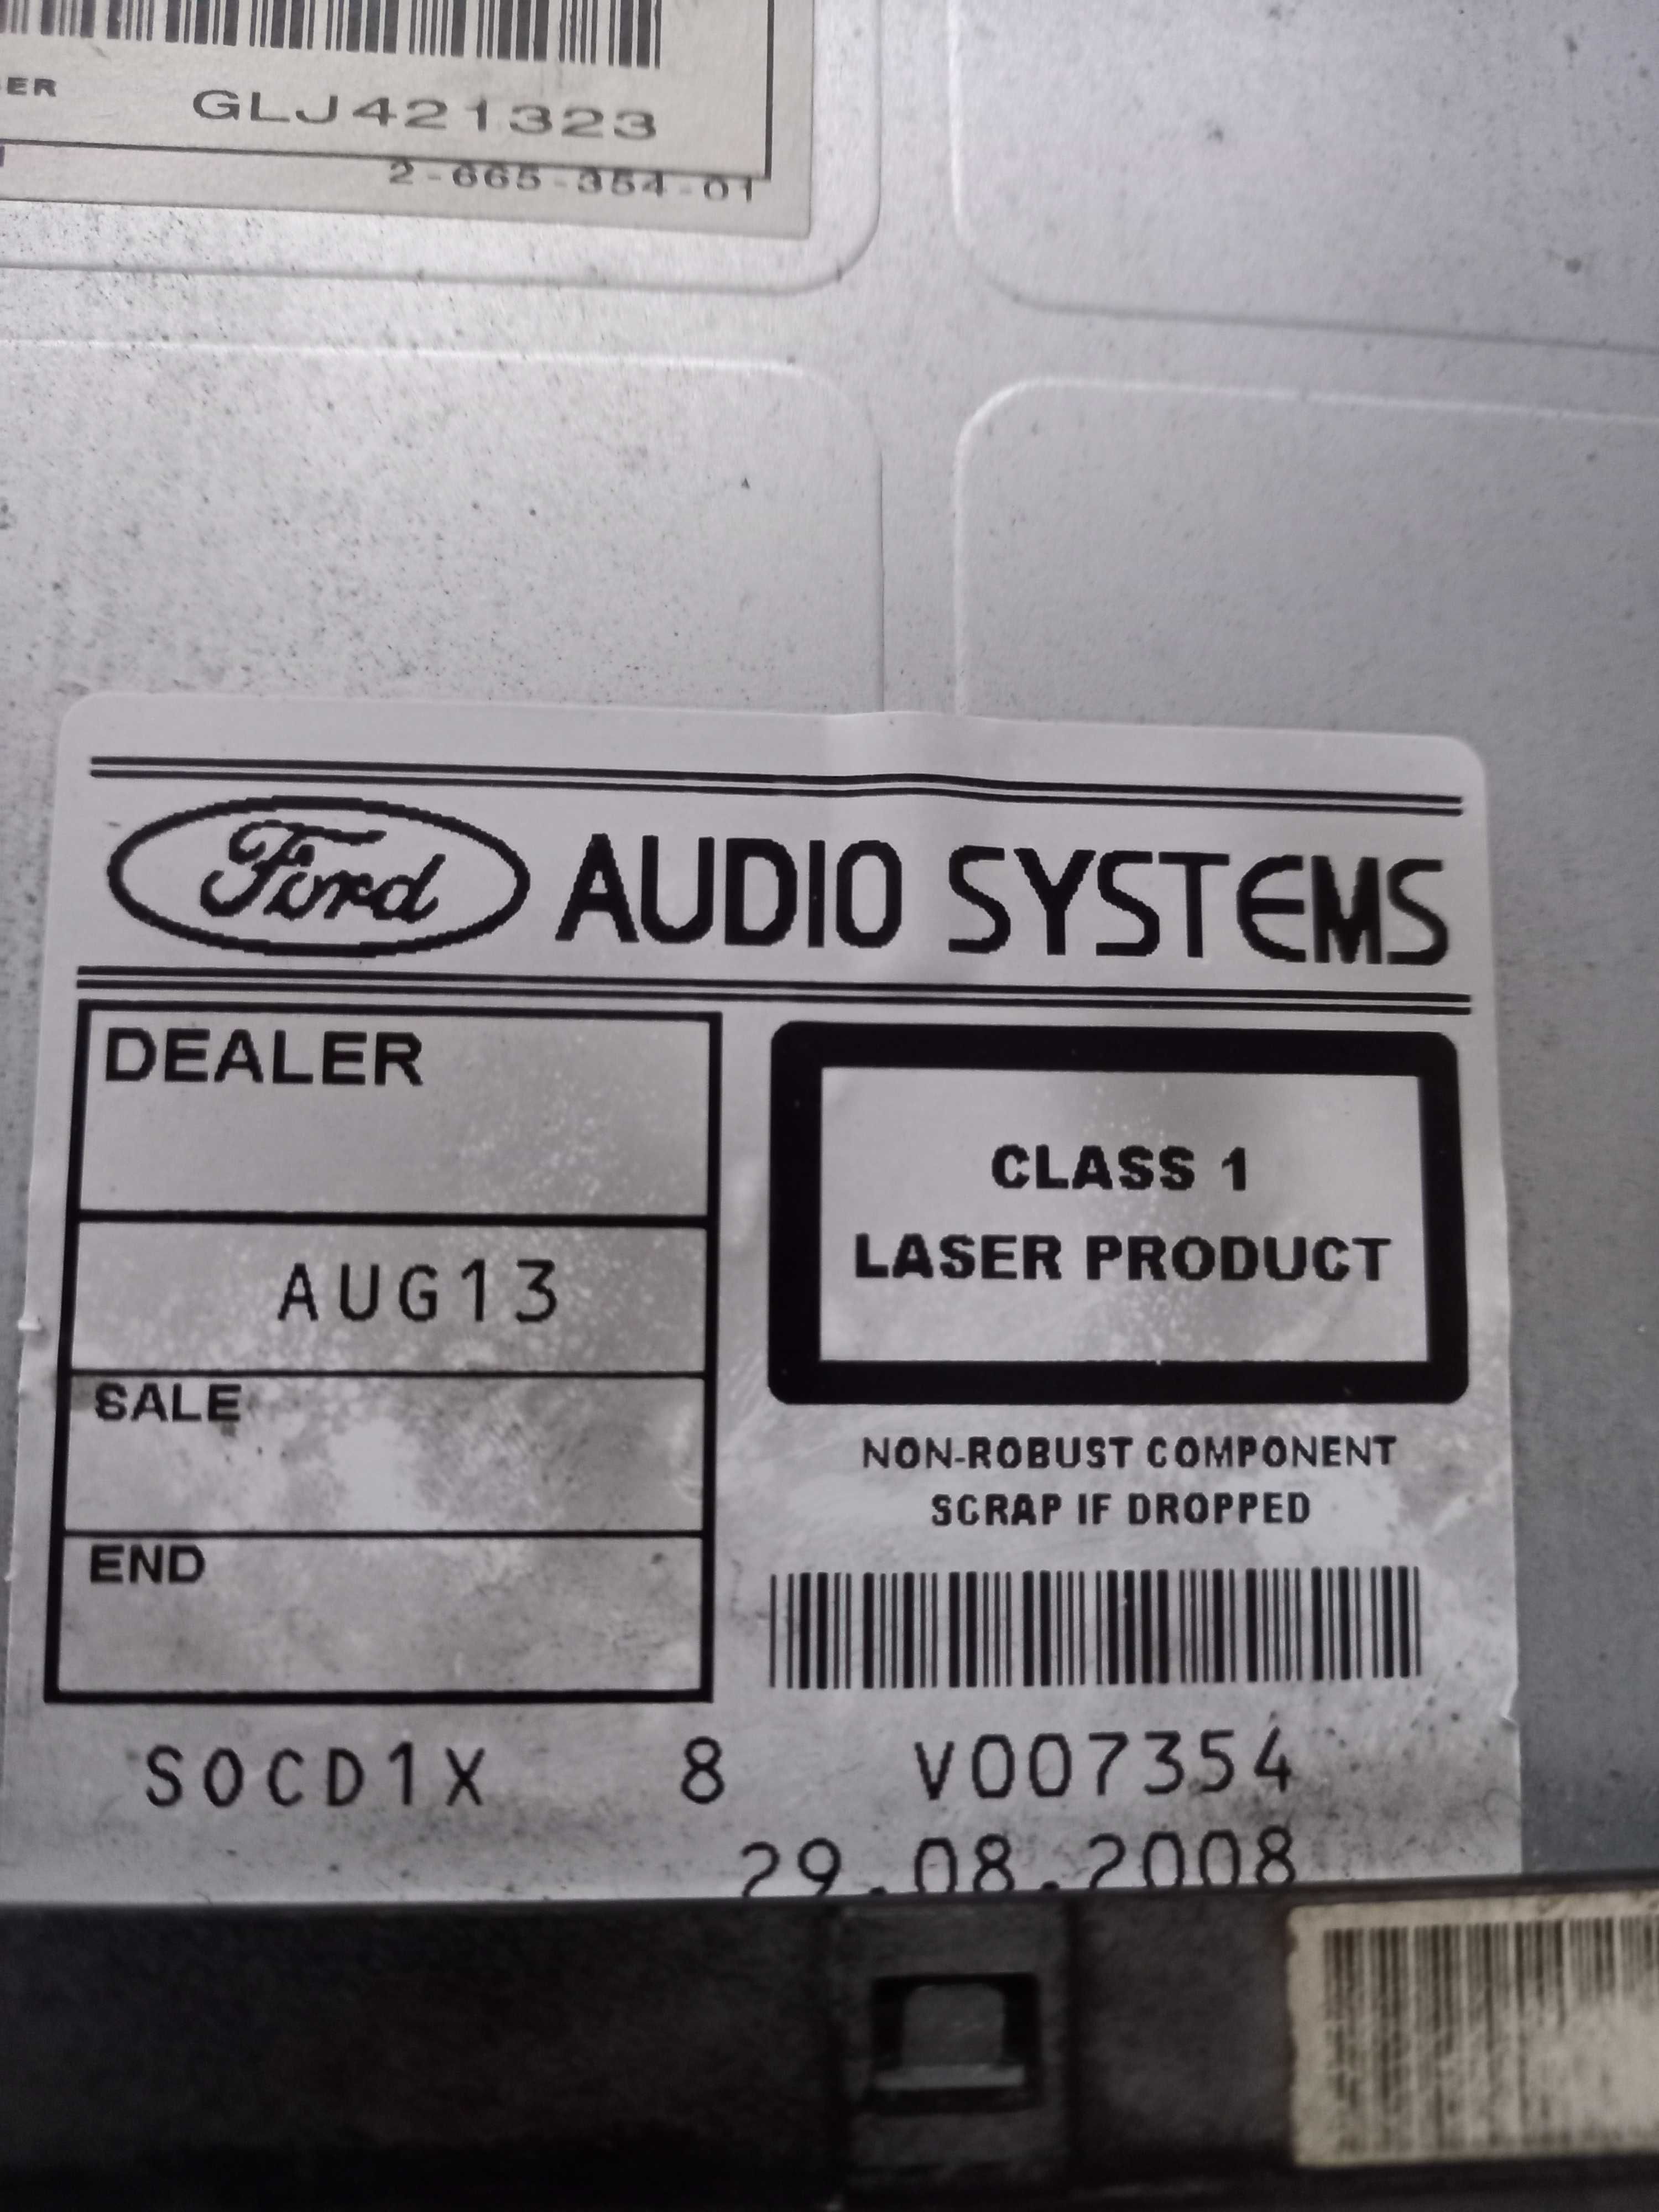 ER
GLJ421323
2-665-354-01
Ford AUDIO SYSTEMS
DEALER
AUG13
SALE
END
CLASS 1
LASER PRODUCT
NON-ROBUST COMPONENT
SCRAP IF DROPPED
SOCD1X 8 V007354
29.08.2008